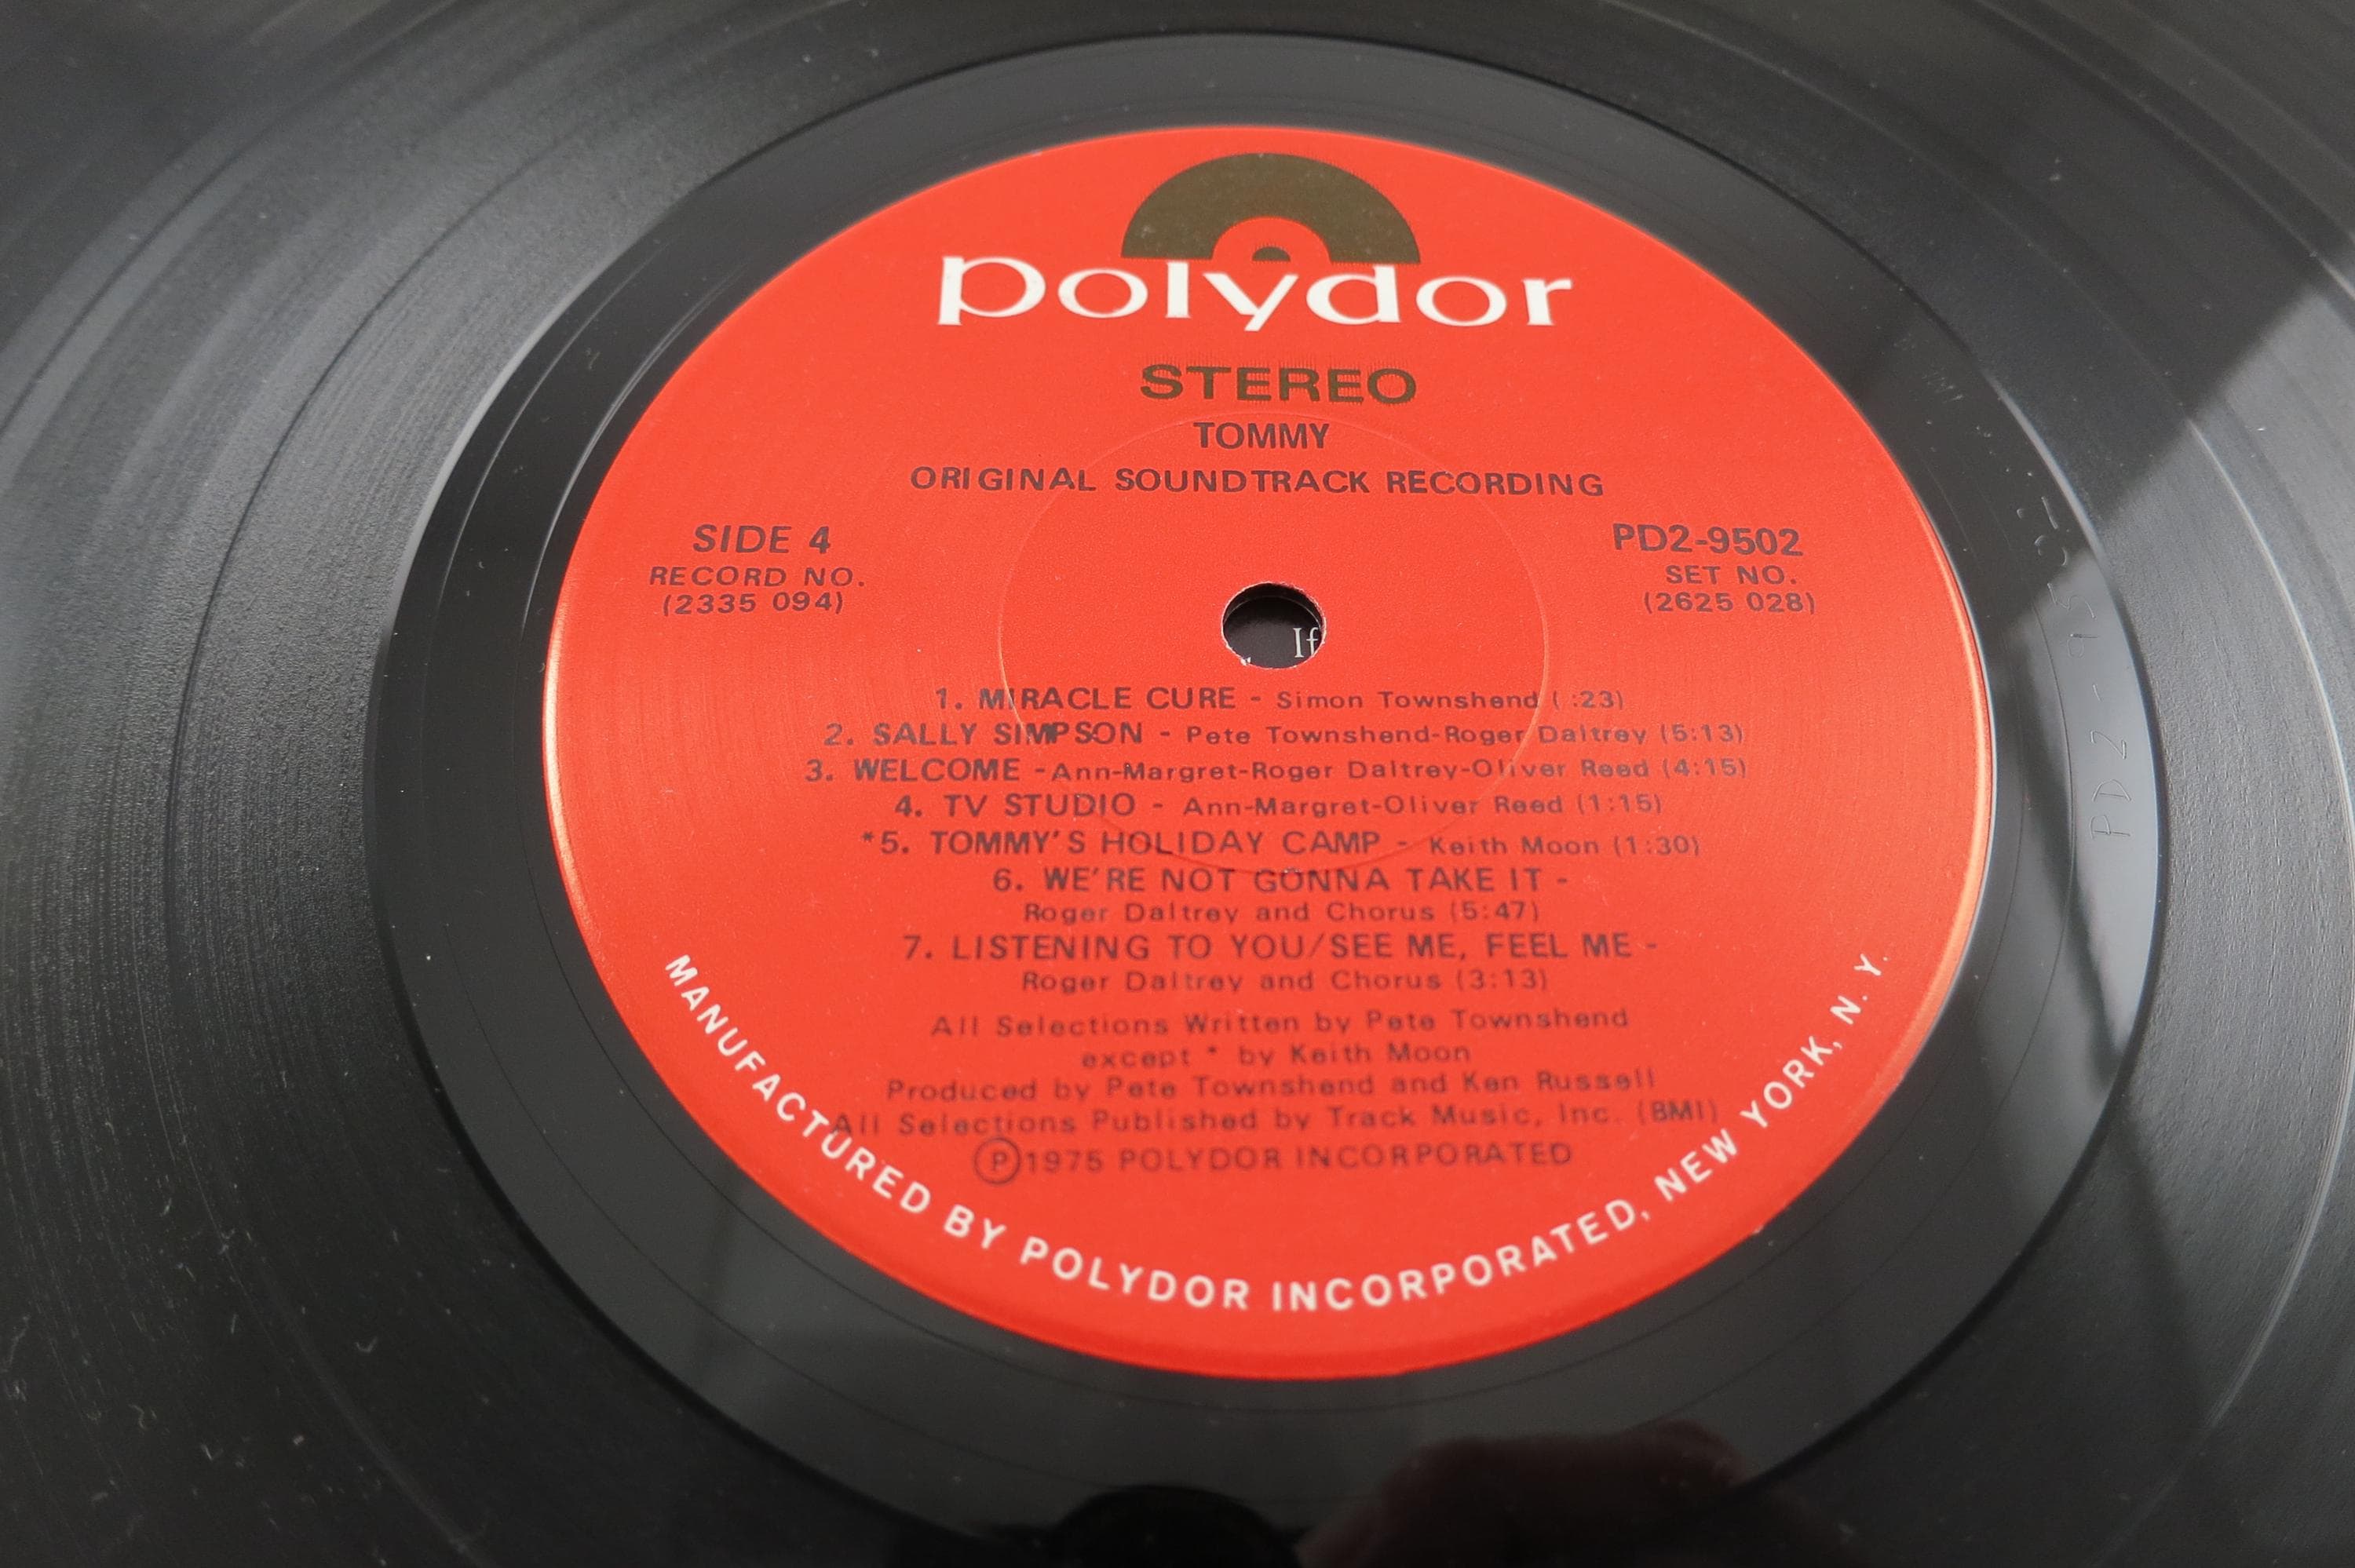 polydor
STEREO
TOMMY
ORIGINAL SOUNDTRACK RECORDING
SIDE 4
RECORD NO.
(2335 094)
PD2-9502
SET NO.
(2625 028)
If
1. MIRACLE CURE - Simon Townshend ( :23)
2. SALLY SIMPSON - Pete Townshend-Roger Daltrey (5:13)
3. WELCOME -Ann-Margret-Roger Daltrey-Oliver Reed (4:15)
4. TV STUDIO - Ann-Margret-Oliver Reed (1:15)
*5. TOMMY'S HOLIDAY CAMP - Keith Moon (1:30)
6. WE'RE NOT GONNA TAKE IT -
Roger Daltrey and Chorus (5:47)
7. LISTENING TO YOU/SEE ME, FEEL ME -
Roger Daltrey and Chorus (3:13)
All Selections Written by Pete Townshend
except * by Keith Moon
Produced by Pete Townshend and Ken Russell
All Selections Published by Track Music, Inc. (BMI)
Ⓟ1975 POLYDOR INCORPORATED
MANUFACTURED BY POLYDOR INCORPORATED, NEW YORK, N. Y.